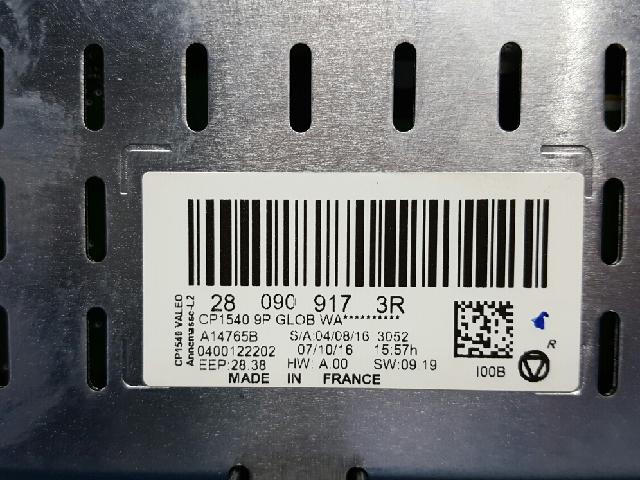 CP1540 VALEO
Annemasse-L2
28 090 917 3R
CP1540 9P GLOB WA**********
A14765B S/A:04/08/16 3052
0400122202 07/10/16 15:57h
EEP:28.38 HW: A.00 SW:09 19
MADE IN FRANCE
I00B
R